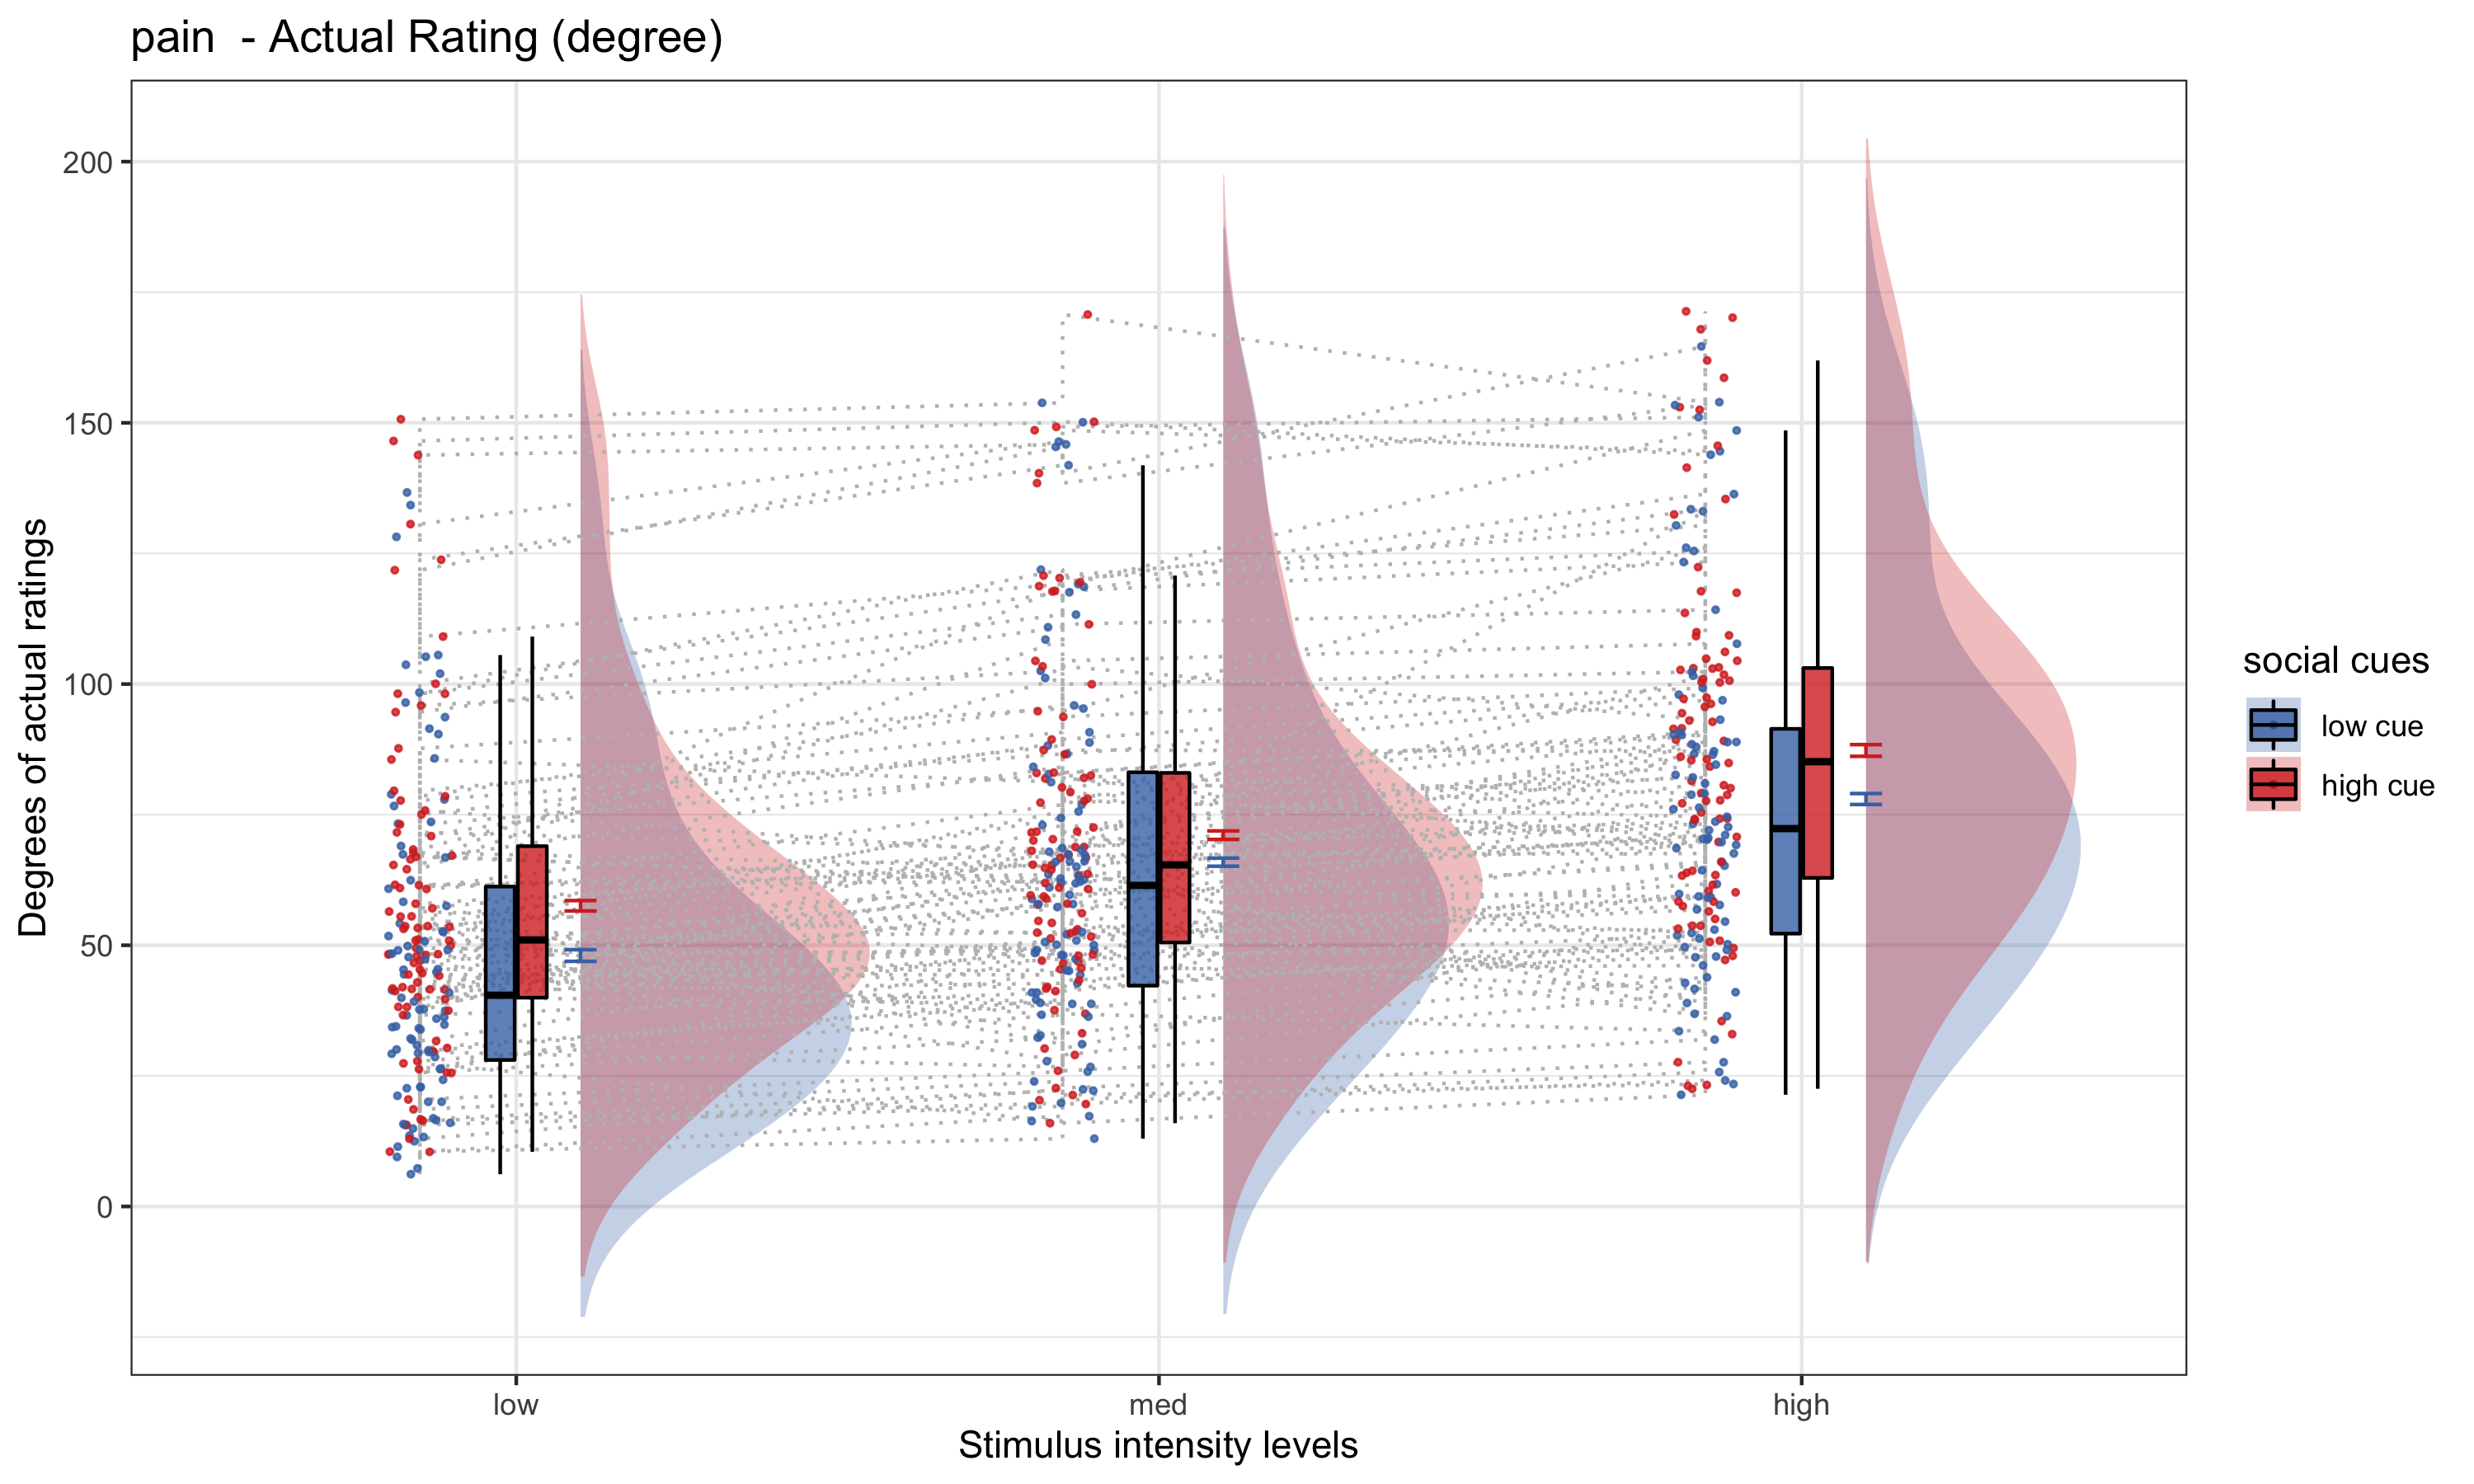 pain  - Actual Rating (degree)
Degrees of actual ratings
200
150
100
50
0
low
med
high
Stimulus intensity levels
social cues
low cue
high cue